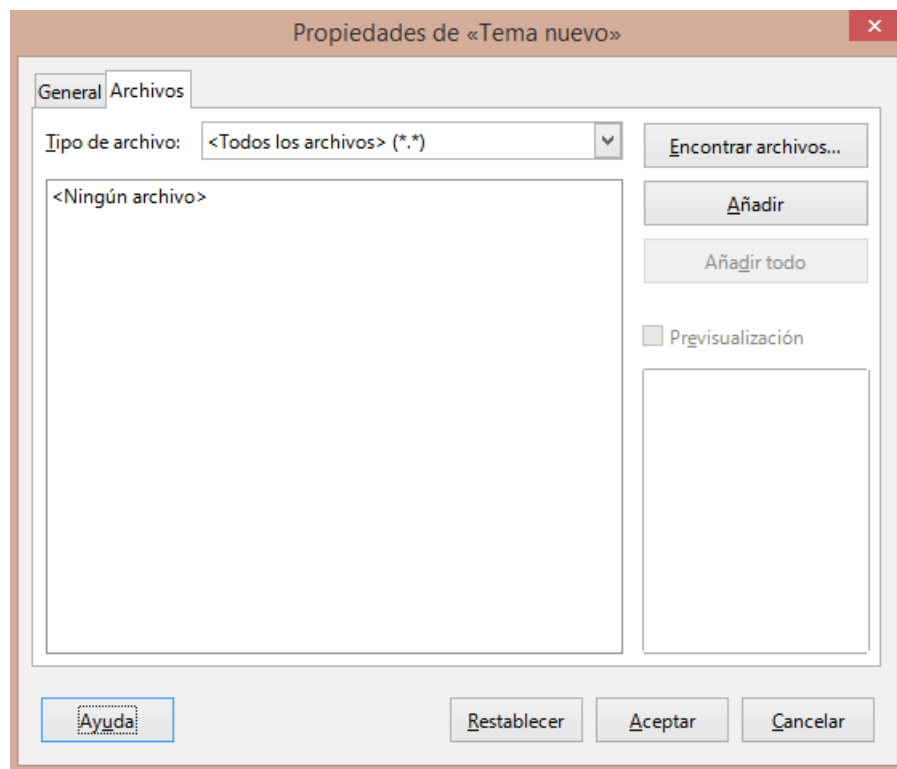 Propiedades de «Tema nuevo»
General Archivos
Tipo de archivo: <Todos los archivos> (*.*)
Encontrar archivos...
<Ningún archivo>
Añadir
Añadir todo
Previsualización
Ayuda Restablecer Aceptar Cancelar